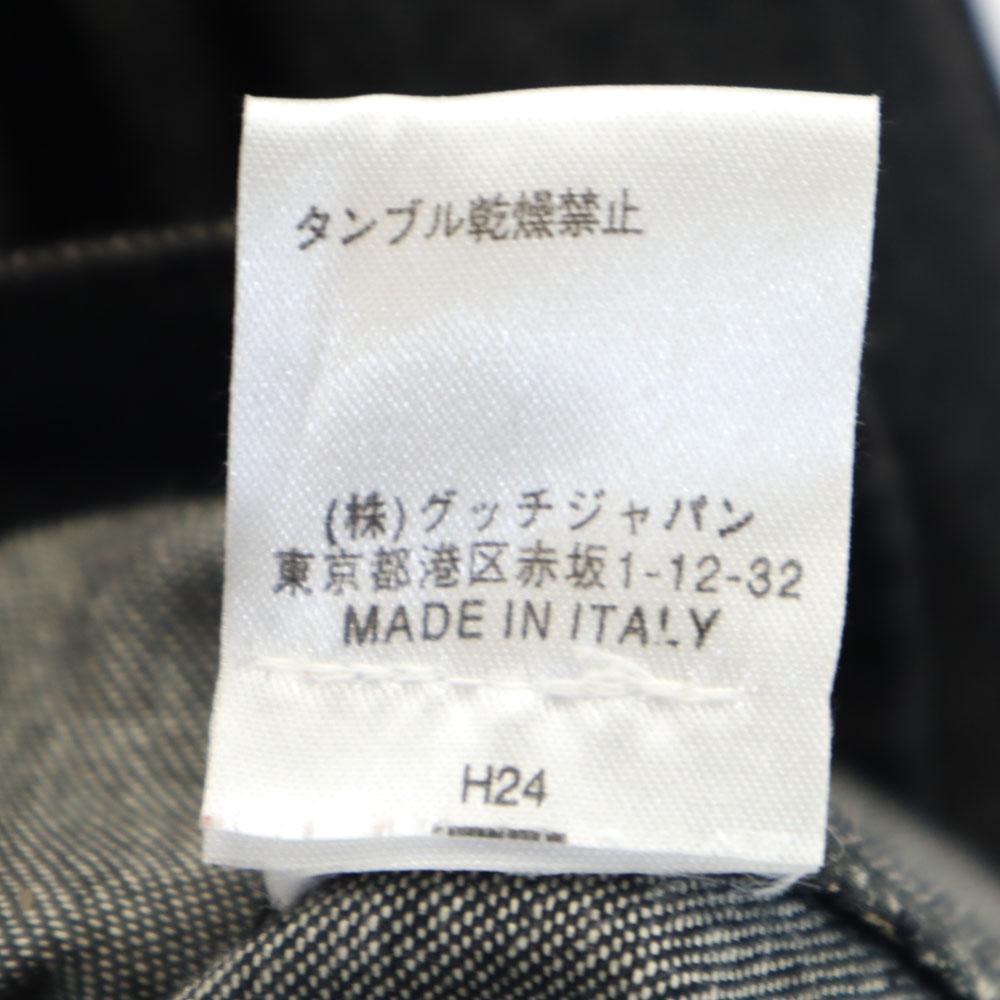 タンブル乾燥禁止
(株)グッチジャパン
東京都港区赤坂1-12-32
MADE IN ITALY
H24